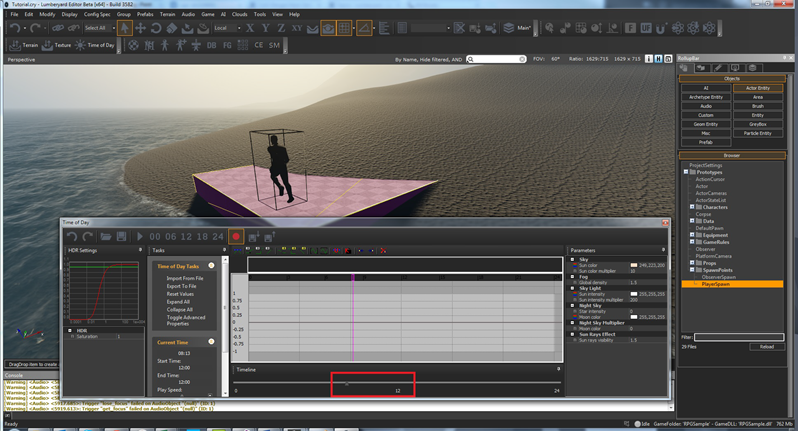 Tutorial.cry - Lumberyard Editor Beta [x64] - Build 3582
File Edit Modify Display Config Spec Group Prefabs Terrain Audio Game AI Clouds Tools View Help
Select All
Local
Main*
Terrain Texture Time of Day
DB FG CE SM
Perspective
By Name, Hide filtered, AND
FOV: 60° Ratio: 1629:715 1629 x 715
RollupBar
Objects
AI
Actor Entity
Archetype Entity
Area
Audio
Brush
Custom
Entity
Geom Entity
GreyBox
Misc
Particle Entity
Prefab
Browser
ProjectSettings
Prototypes
ActionCursor
Actor
ActorCameras
ActorStateList
Characters
Corpse
Data
DefaultPawn
Equipment
GameRules
Observer
PlatformCamera
Props
SpawnPoints
ObserverSpawn
PlayerSpawn
Filter:
29 Files
Reload
Time of Day
00 06 12 18 24
HDR Settings
HDR
Saturation 1
Tasks
Time of Day Tasks
Import From File
Export To File
Reset Values
Expand All
Collapse All
Toggle Advanced Properties
Current Time
08:13
Start Time:
12:00
End Time:
12:00
Play Speed:
1
0.75
0.5
0.25
0
-0.25
-0.5
-0.75
-1
Timeline
0 12 24
Parameters
Sky
Sun color
Sun color multiplier 10
Fog
Global density 1.5
Sky Light
Sun intensity 255,255,255
Sun intensity multiplier 200
Night Sky
Star intensity 0
Moon color 255,255,255
Night Sky Multiplier
Moon color 0
Sun Rays Effect
Sun rays visibility 1.5
DragDrop item to create
Console
[Warning] <Audio>
[Warning] <Audio>
[Warning] <Audio>
[Warning] <Audio> <5917.885>: Trigger "lose_focus" failed on AudioObject "(null)" (ID: 1)
[Warning] <Audio> <5919.613>: Trigger "get_focus" failed on AudioObject "(null)" (ID: 1)
Ready
Idle GameFolder: 'RPGSample' - GameDLL: 'RPGSample.dll' 762 Mb